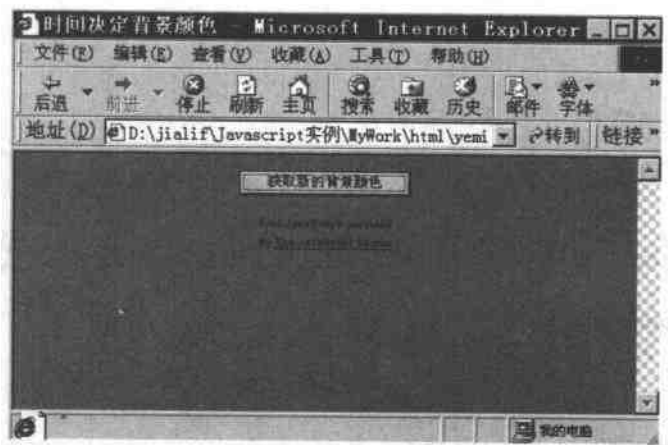 时间决定背景颜色 - Microsoft Internet Explorer
文件(F) 编辑(E) 查看(V) 收藏(A) 工具(T) 帮助(H)
后退 前进 停止 刷新 主页 搜索 收藏 历史 邮件 字体
地址(D) D:\jialif\Javascript实例\MyWork\html\yemi 转到 链接
获取新的背景颜色
我的电脑